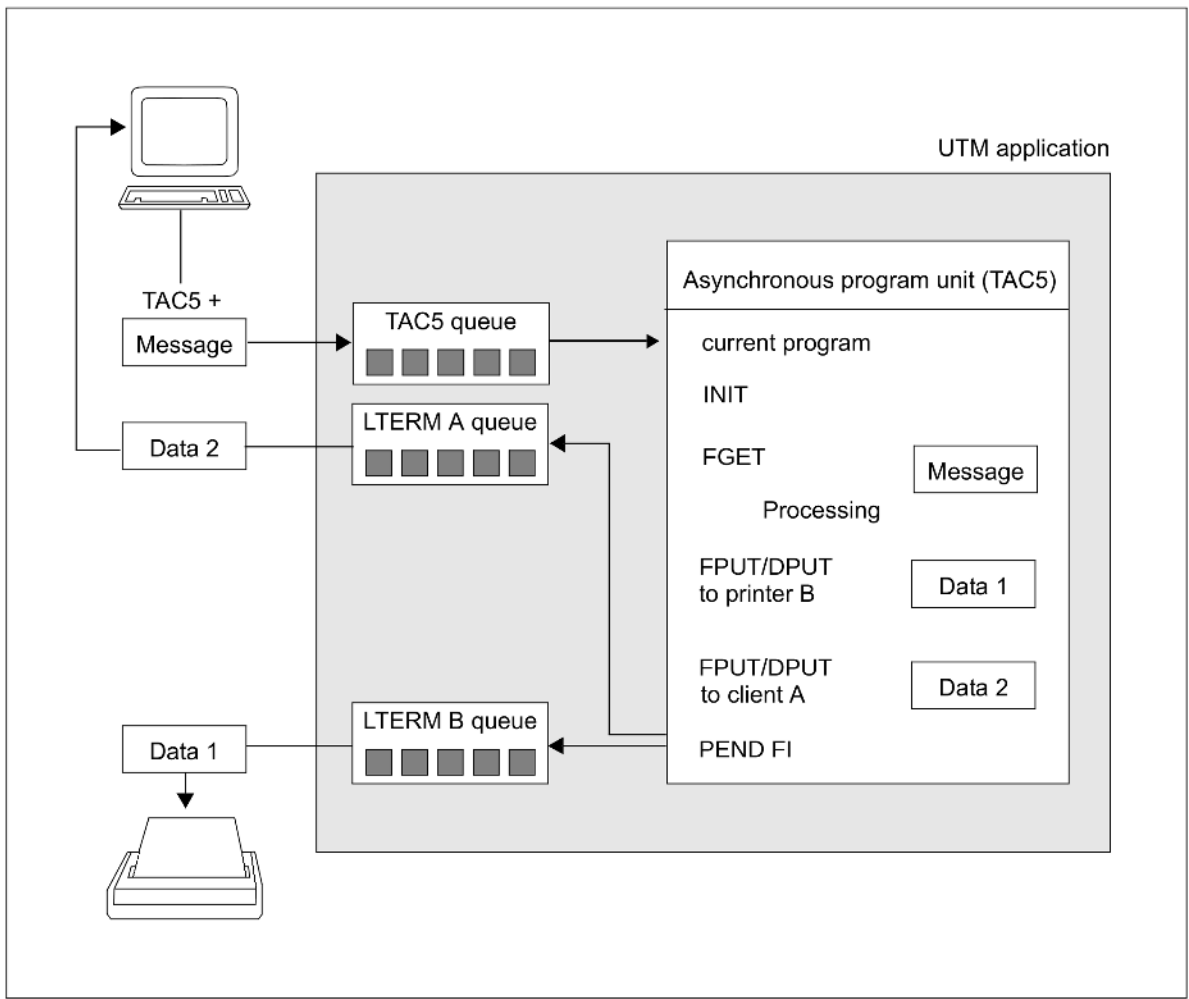 UTM application
TAC5 +
Message
TAC5 queue
Data 2
LTERM A queue
Data 1
LTERM B queue
Asynchronous program unit (TAC5)
current program
INIT
FGET
Message
Processing
FPUT/DPUT
to printer B
Data 1
FPUT/DPUT
to client A
Data 2
PEND FI